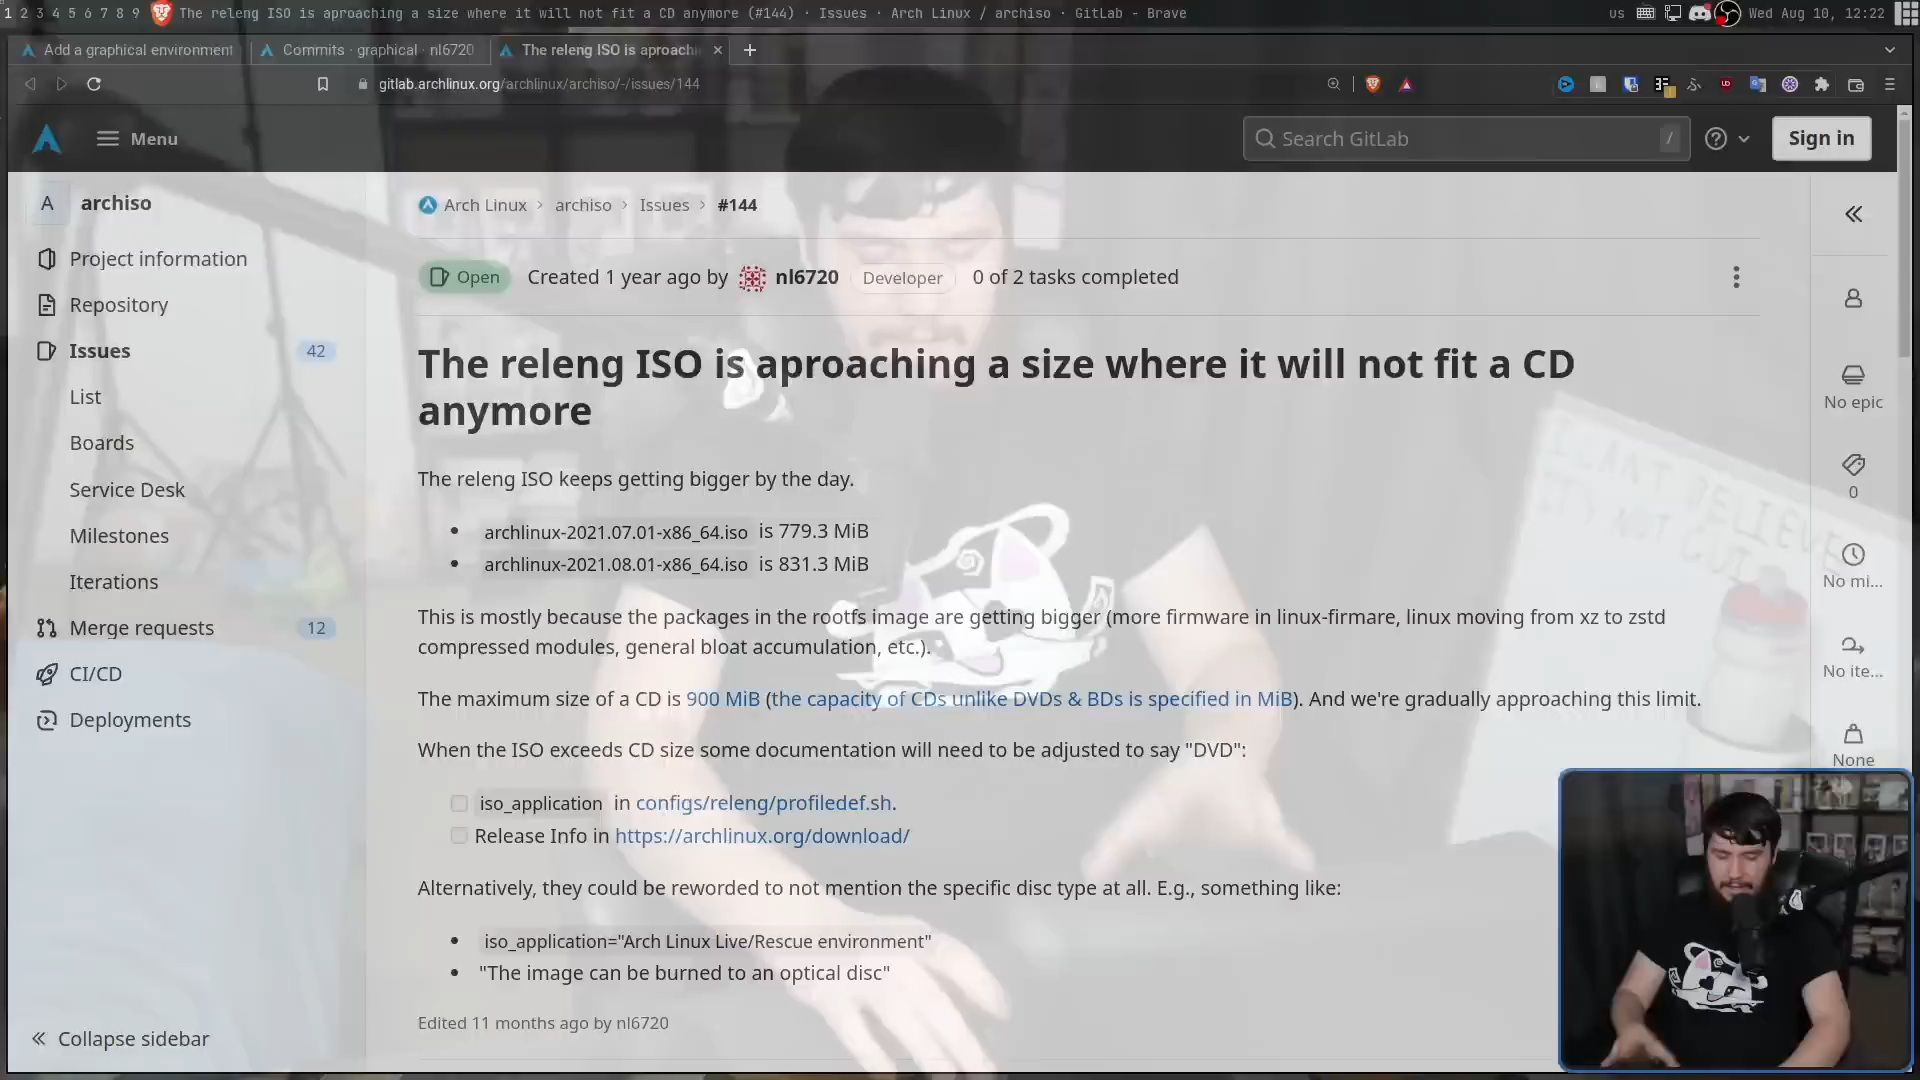 1 2 3 4 5 6 7 8 9 The releng ISO is aproaching a size where it will not fit a CD anymore (#144) · Issues · Arch Linux / archiso · GitLab - Brave us Wed Aug 10, 12:22
Add a graphical environment Commits · graphical · nl6720 The releng ISO is aproach
gitlab.archlinux.org/archlinux/archiso/-/issues/144
Menu Search GitLab / Sign in
A archiso
Project information
Repository
Issues 42
List
Boards
Service Desk
Milestones
Iterations
Merge requests 12
CI/CD
Deployments
Collapse sidebar
Arch Linux > archiso > Issues > #144
Open Created 1 year ago by nl6720 Developer 0 of 2 tasks completed
The releng ISO is aproaching a size where it will not fit a CD
anymore
The releng ISO keeps getting bigger by the day.
• archlinux-2021.07.01-x86_64.iso is 779.3 MiB
• archlinux-2021.08.01-x86_64.iso is 831.3 MiB
This is mostly because the packages in the rootfs image are getting bigger (more firmware in linux-firmare, linux moving from xz to zstd
compressed modules, general bloat accumulation, etc.).
The maximum size of a CD is 900 MiB (the capacity of CDs unlike DVDs & BDs is specified in MiB). And we're gradually approaching this limit.
When the ISO exceeds CD size some documentation will need to be adjusted to say "DVD":
iso_application in configs/releng/profiledef.sh.
Release Info in https://archlinux.org/download/
Alternatively, they could be reworded to not mention the specific disc type at all. E.g., something like:
• iso_application="Arch Linux Live/Rescue environment"
• "The image can be burned to an optical disc"
Edited 11 months ago by nl6720
No epic
0
No mi...
No ite...
None
I CANT BELIEVE
ITS NOT GUI